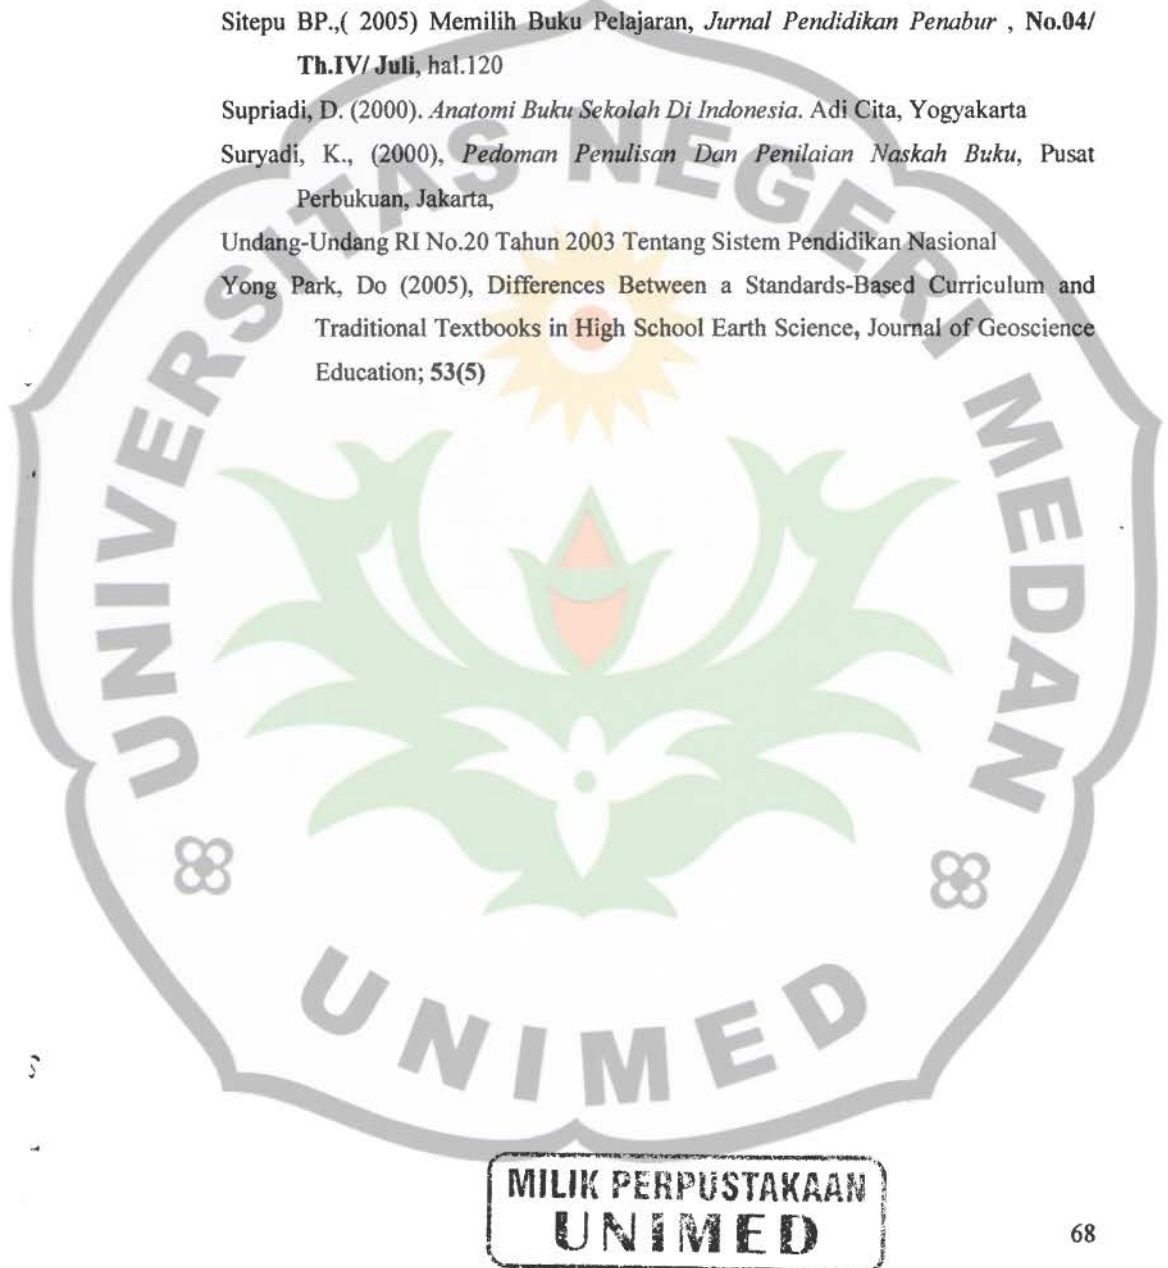 Sitepu BP.,( 2005) Memilih Buku Pelajaran, Jurnal Pendidikan Penabur , No.04/
Th.IV/ Juli, hal.120
Supriadi, D. (2000). Anatomi Buku Sekolah Di Indonesia. Adi Cita, Yogyakarta
Suryadi, K., (2000), Pedoman Penulisan Dan Penilaian Naskah Buku, Pusat
Perbukuan, Jakarta,
Undang-Undang RI No.20 Tahun 2003 Tentang Sistem Pendidikan Nasional
Yong Park, Do (2005), Differences Between a Standards-Based Curriculum and
Traditional Textbooks in High School Earth Science, Journal of Geoscience
Education; 53(5)
UNIVERSITAS NEGERI MEDAN
UNIMED
MILIK PERPUSTAKAAN
UNIMED
68